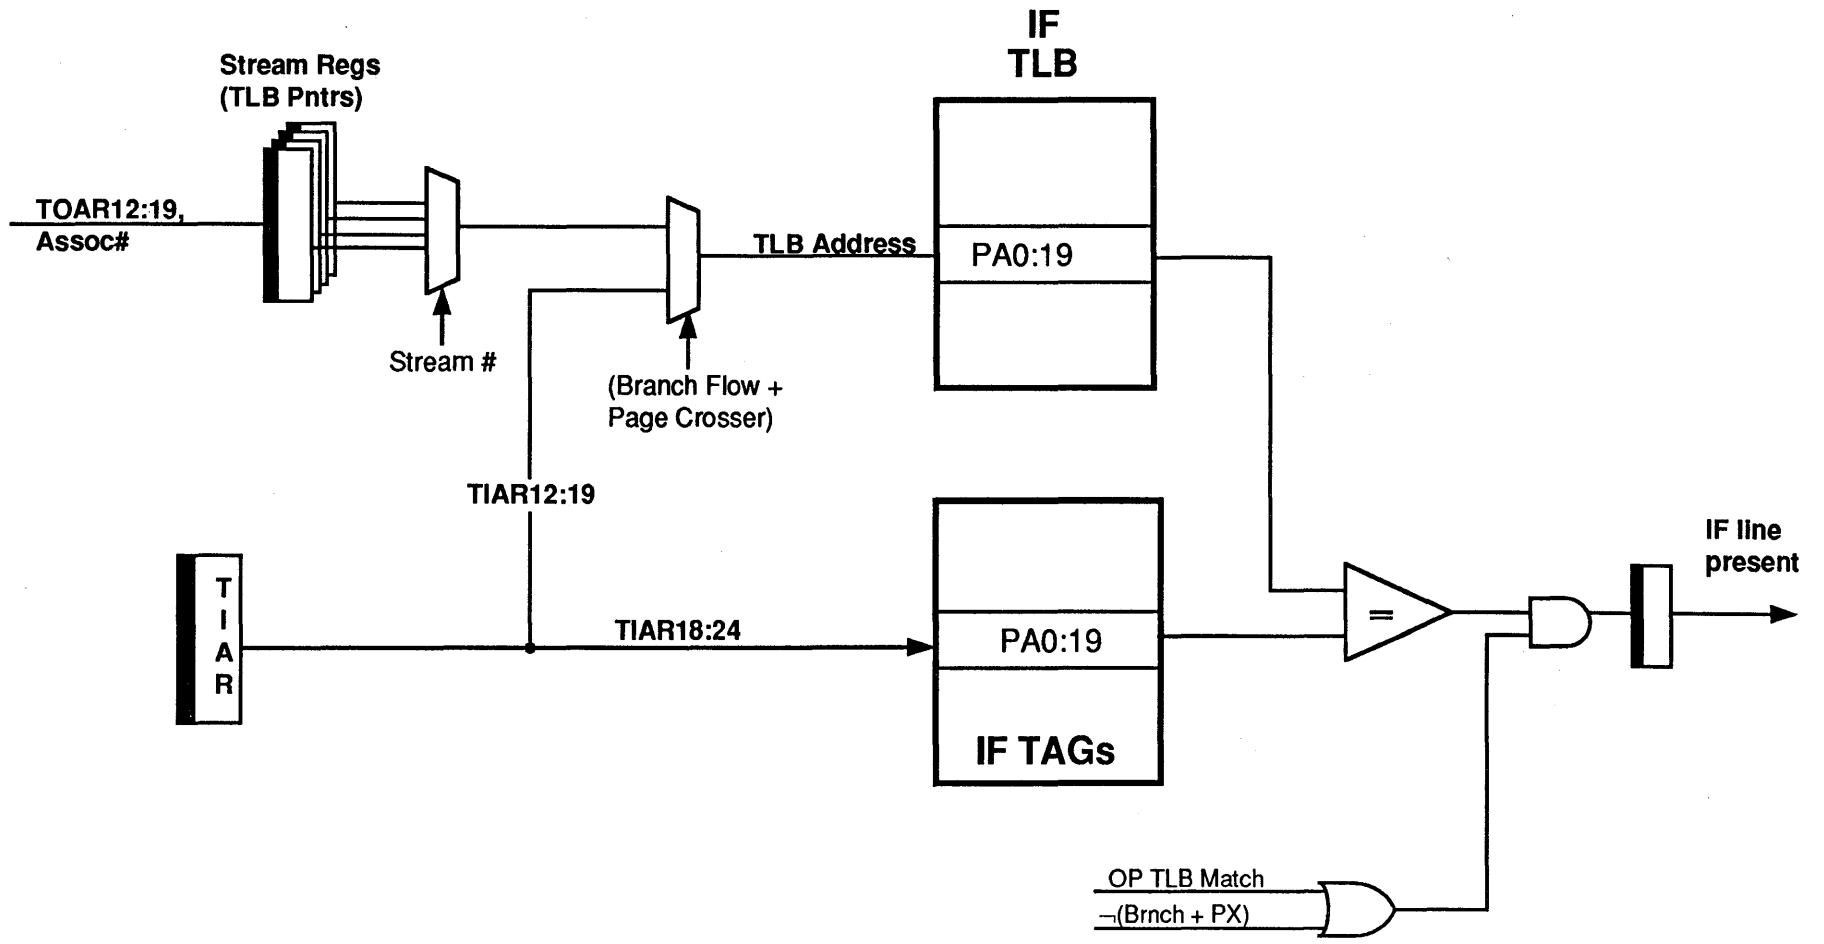 IF
TLB
Stream Regs
(TLB Pntrs)
TOAR12:19,
Assoc#
TLB Address
PA0:19
Stream #
(Branch Flow +
Page Crosser)
TIAR12:19
IF line
present
T
I
A
R
TIAR18:24
PA0:19
=
IF TAGs
OP TLB Match
¬(Brnch + PX)